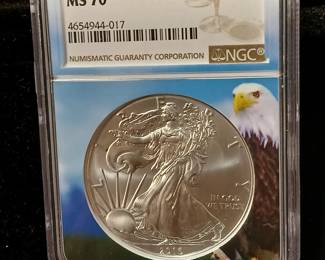 MS 70
4654944-017
NUMISMATIC GUARANTY CORPORATION
NGC
LIBERTY
IN GOD
WE TRUST